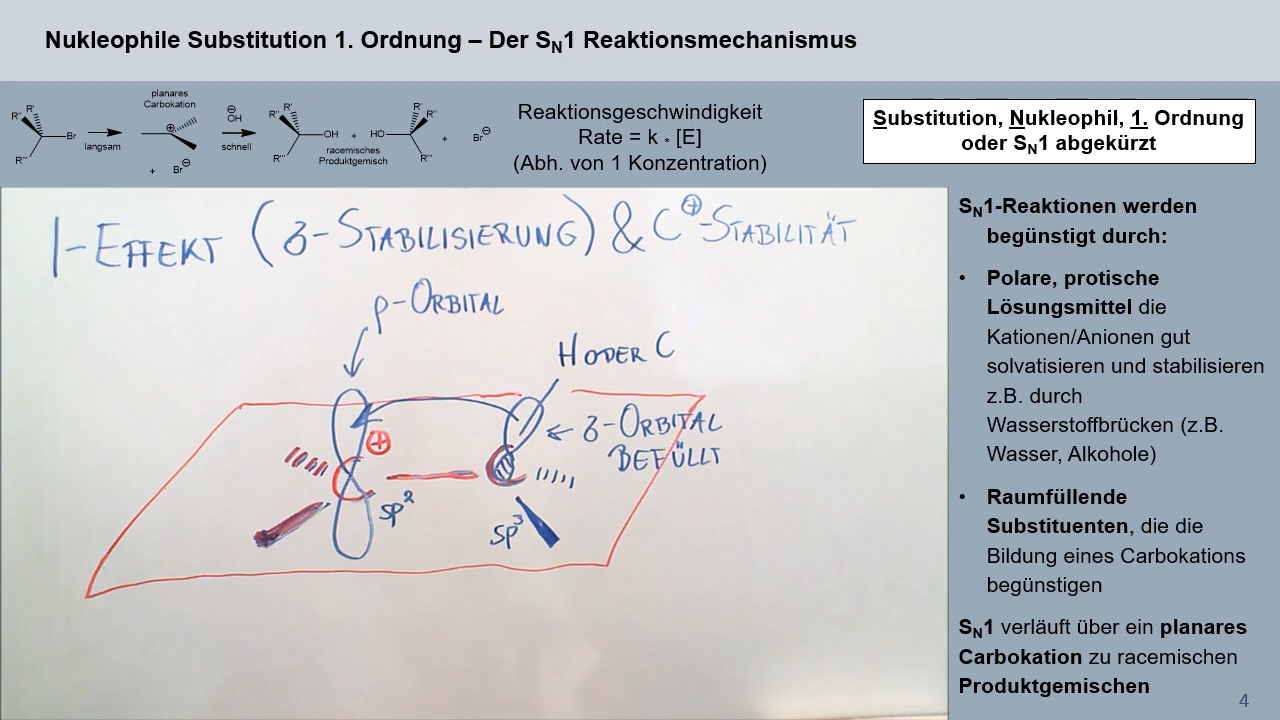 Nukleophile Substitution 1. Ordnung – Der SN1 Reaktionsmechanismus
R' R'' Br R'''
langsam
planares
Carbokation
⊕
+ Br⊖
⊖
OH
schnell
R' R'' OH R'''
+
HO R' R'' R'''
racemisches
Produktgemisch
+ Br⊖
Reaktionsgeschwindigkeit
Rate = k * [E]
(Abh. von 1 Konzentration)
Substitution, Nukleophil, 1. Ordnung
oder SN1 abgekürzt
I-EFFEKT (σ-STABILISIERUNG) & C⊕-STABILITÄT
p-ORBITAL
H ODER C
⊕
σ-ORBITAL
BEFÜLLT
sp²
sp³
SN1-Reaktionen werden
begünstigt durch:
• Polare, protische
Lösungsmittel die
Kationen/Anionen gut
solvatisieren und stabilisieren
z.B. durch
Wasserstoffbrücken (z.B.
Wasser, Alkohole)
• Raumfüllende
Substituenten, die die
Bildung eines Carbokations
begünstigen
SN1 verläuft über ein planares
Carbokation zu racemischen
Produktgemischen
4